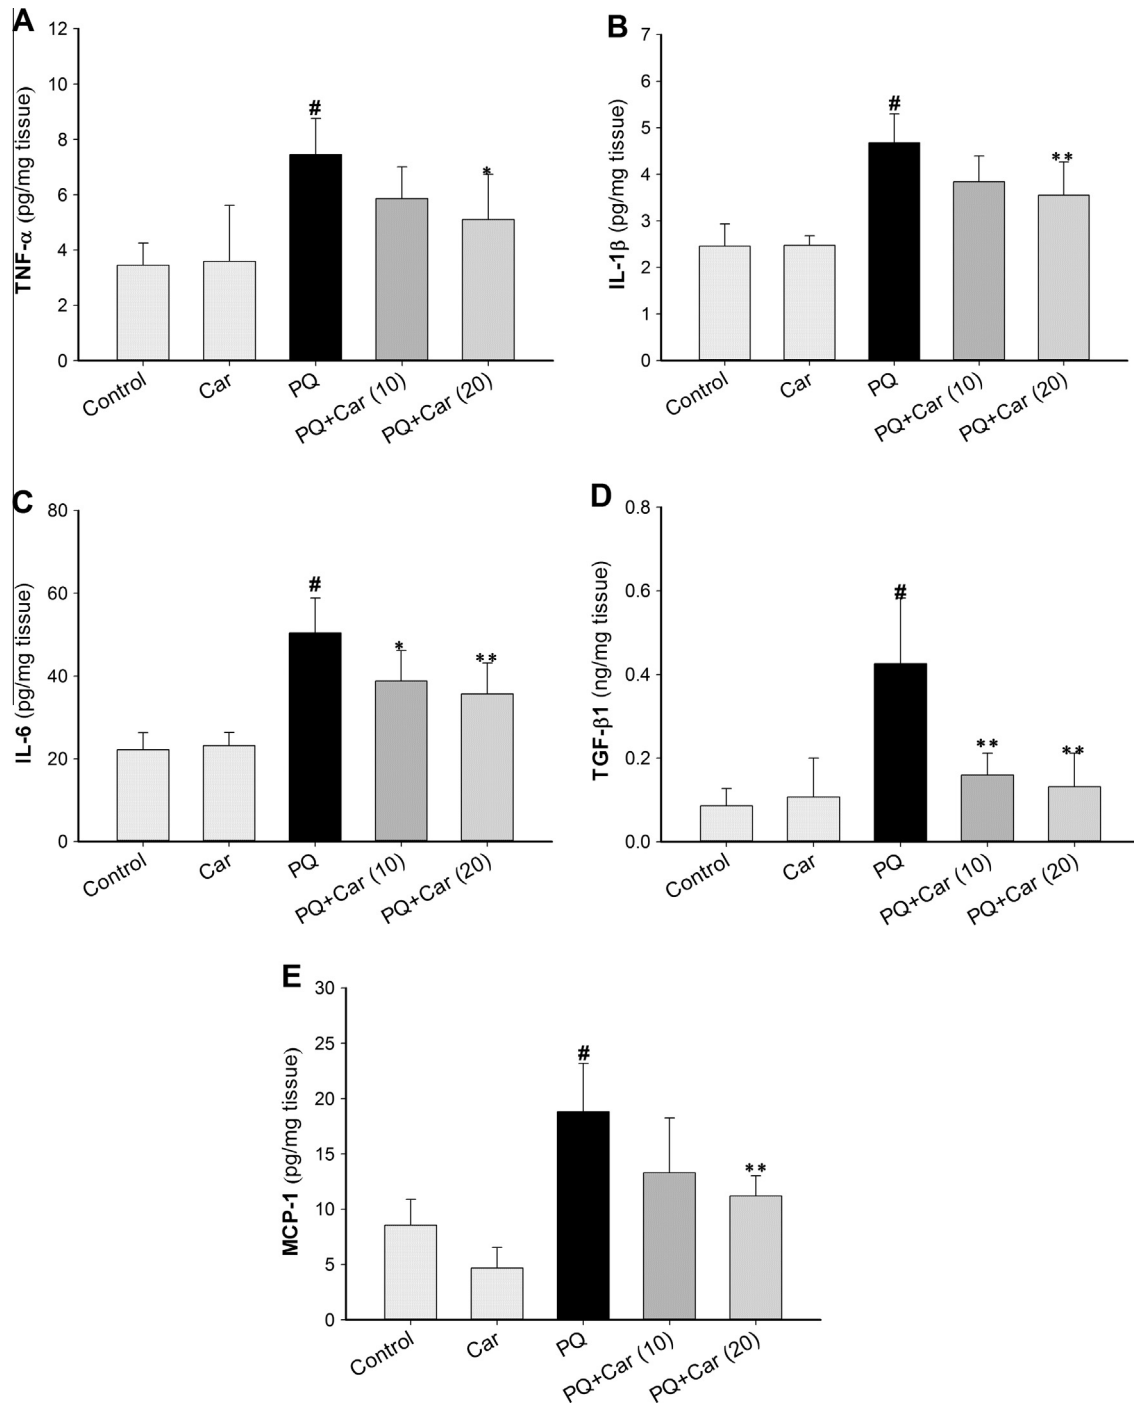 A
TNF-α (pg/mg tissue)
12
10
8
6
4
2
0
#
*
Control
Car
PQ
PQ+Car (10)
PQ+Car (20)
B
IL-1β (pg/mg tissue)
7
6
5
4
3
2
1
0
#
**
Control
Car
PQ
PQ+Car (10)
PQ+Car (20)
C
IL-6 (pg/mg tissue)
80
60
40
20
0
#
*
**
Control
Car
PQ
PQ+Car (10)
PQ+Car (20)
D
TGF-β1 (ng/mg tissue)
0.8
0.6
0.4
0.2
0.0
#
**
**
Control
Car
PQ
PQ+Car (10)
PQ+Car (20)
E
MCP-1 (pg/mg tissue)
30
25
20
15
10
5
0
#
**
Control
Car
PQ
PQ+Car (10)
PQ+Car (20)